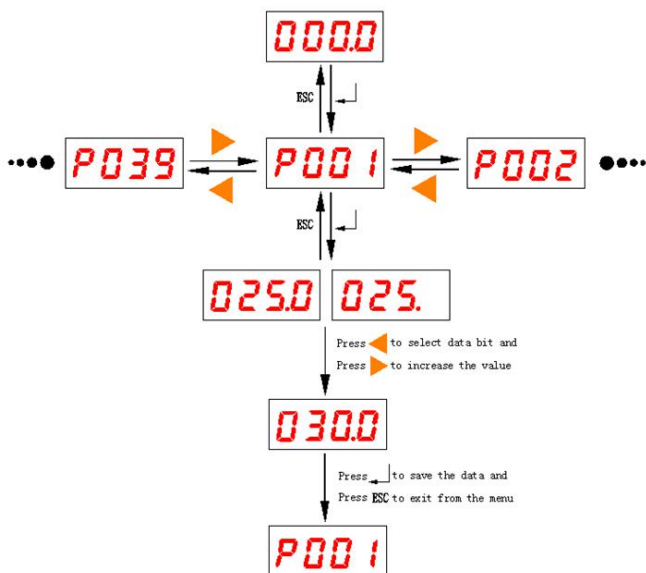 000.0
ESC
P039
P001
P002
ESC
025.0
025.
Press to select data bit and
Press to increase the value
030.0
Press to save the data and
Press ESC to exit from the menu
P001